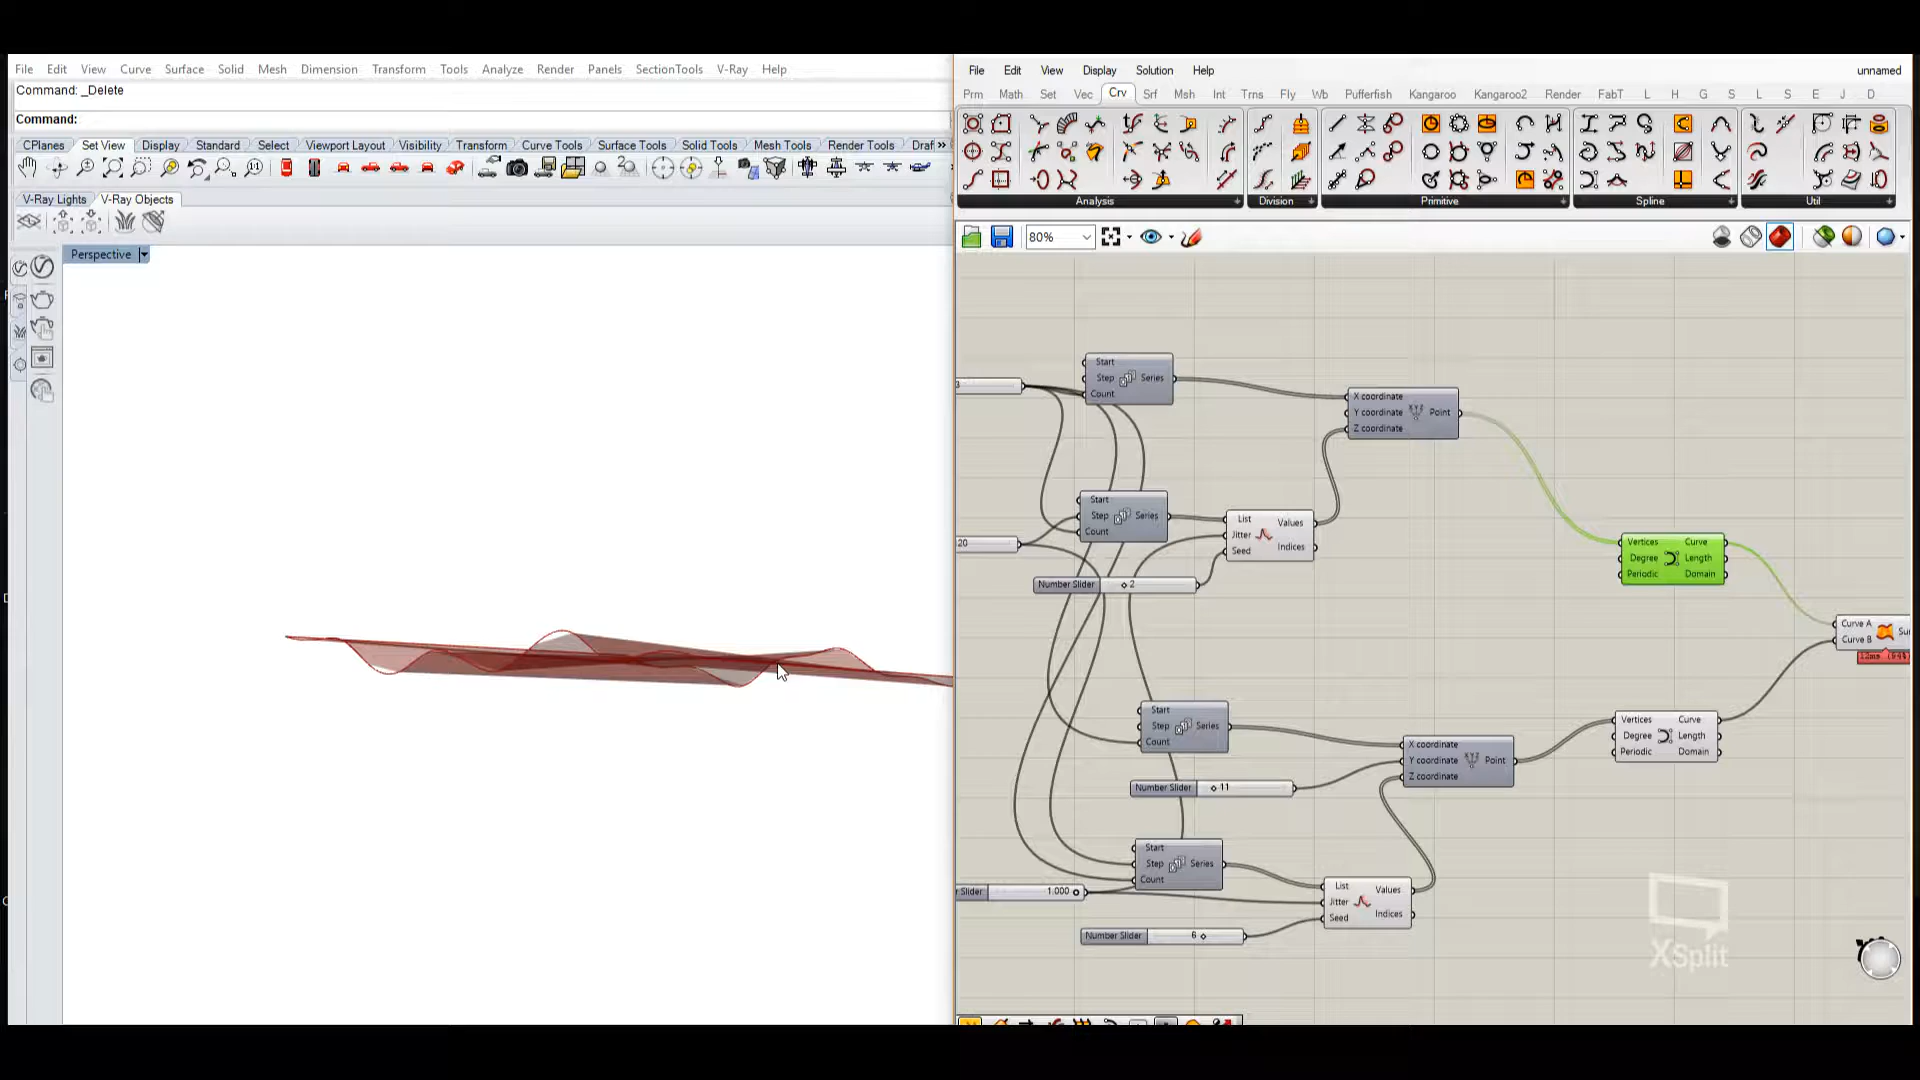 File Edit View Curve Surface Solid Mesh Dimension Transform Tools Analyze Render Panels SectionTools V-Ray Help
Command: _Delete
Command:
CPlanes Set View Display Standard Select Viewport Layout Visibility Transform Curve Tools Surface Tools Solid Tools Mesh Tools Render Tools Draf »
V-Ray Lights V-Ray Objects
Perspective
File Edit View Display Solution Help unnamed
Prm Math Set Vec Crv Srf Msh Int Trns Fly Wb Pufferfish Kangaroo Kangaroo2 Render FabT L H G S L S E J D
Analysis Division Primitive Spline Util
80%
Start
Step Series
Count
3
X coordinate
Y coordinate Point
Z coordinate
Start
Step Series
Count
20
List Values
Jitter
Seed Indices
Number Slider 2
Vertices Curve
Degree Length
Periodic Domain
Curve A
Curve B
Start
Step Series
Count
Number Slider 11
X coordinate
Y coordinate Point
Z coordinate
Vertices Curve
Degree Length
Periodic Domain
Start
Step Series
Count
r Slider 1.000
List Values
Jitter
Seed Indices
Number Slider 6
XSplit